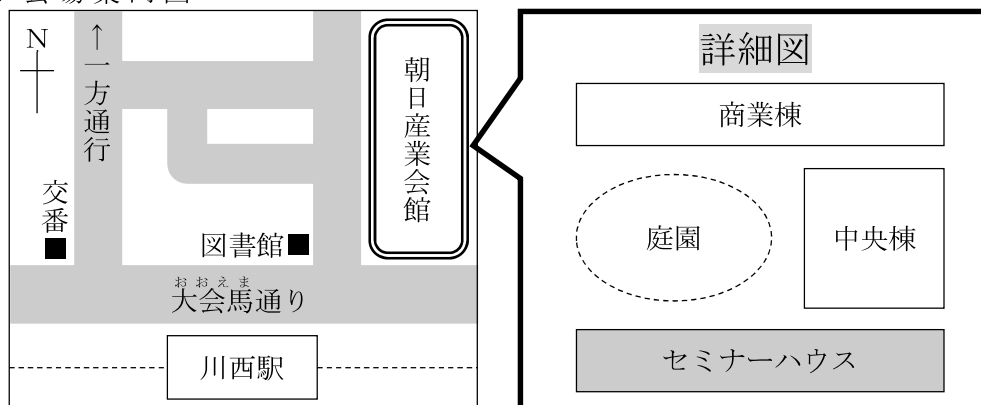 会場案内図
N
↑一方通行
朝日産業会館
交番
図書館
おおえま
大会馬通り
川西駅
詳細図
商業棟
庭園
中央棟
セミナーハウス